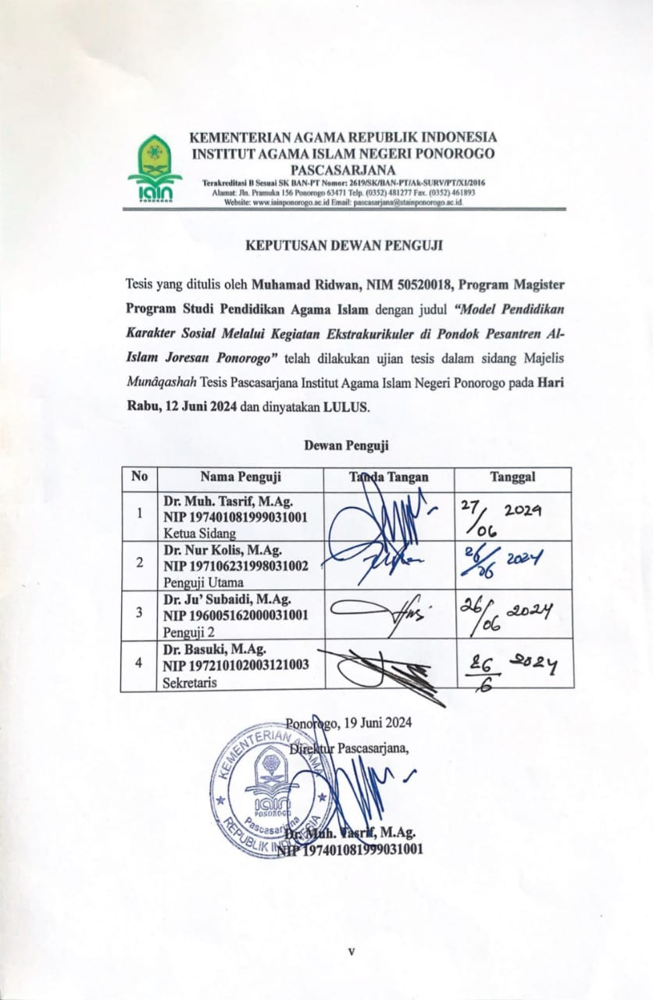 iain
PONOROGO
KEMENTERIAN AGAMA REPUBLIK INDONESIA
INSTITUT AGAMA ISLAM NEGERI PONOROGO
PASCASARJANA
Terakreditasi B Sesuai SK BAN-PT Nomor: 2619/SK/BAN-PT/Ak-SURV/PT/XI/2016
Alamat: Jln. Pramuka 156 Ponorogo 63471 Telp. (0352) 481277 Fax. (0352) 461893
Website: www.iainponorogo.ac.id Email: pascasarjana@stainponorogo.ac.id.
KEPUTUSAN DEWAN PENGUJI
Tesis yang ditulis oleh Muhamad Ridwan, NIM 50520018, Program Magister
Program Studi Pendidikan Agama Islam dengan judul “Model Pendidikan
Karakter Sosial Melalui Kegiatan Ekstrakurikuler di Pondok Pesantren Al-
Islam Joresan Ponorogo” telah dilakukan ujian tesis dalam sidang Majelis
Munâqashah Tesis Pascasarjana Institut Agama Islam Negeri Ponorogo pada Hari
Rabu, 12 Juni 2024 dan dinyatakan LULUS.
Dewan Penguji
No Nama Penguji Tanda Tangan Tanggal
1 Dr. Muh. Tasrif, M.Ag.
NIP 197401081999031001
Ketua Sidang
27/06 2024
2 Dr. Nur Kolis, M.Ag.
NIP 197106231998031002
Penguji Utama
26/06 2024
3 Dr. Ju’ Subaidi, M.Ag.
NIP 196005162000031001
Penguji 2
26/06 2024
4 Dr. Basuki, M.Ag.
NIP 197210102003121003
Sekretaris
26/6 2024
Ponorogo, 19 Juni 2024
Direktur Pascasarjana,
KEMENTERIAN AGAMA
iain
PONOROGO
Pascasarjana
REPUBLIK INDONESIA
Dr. Muh. Tasrif, M.Ag.
NIP 197401081999031001
v